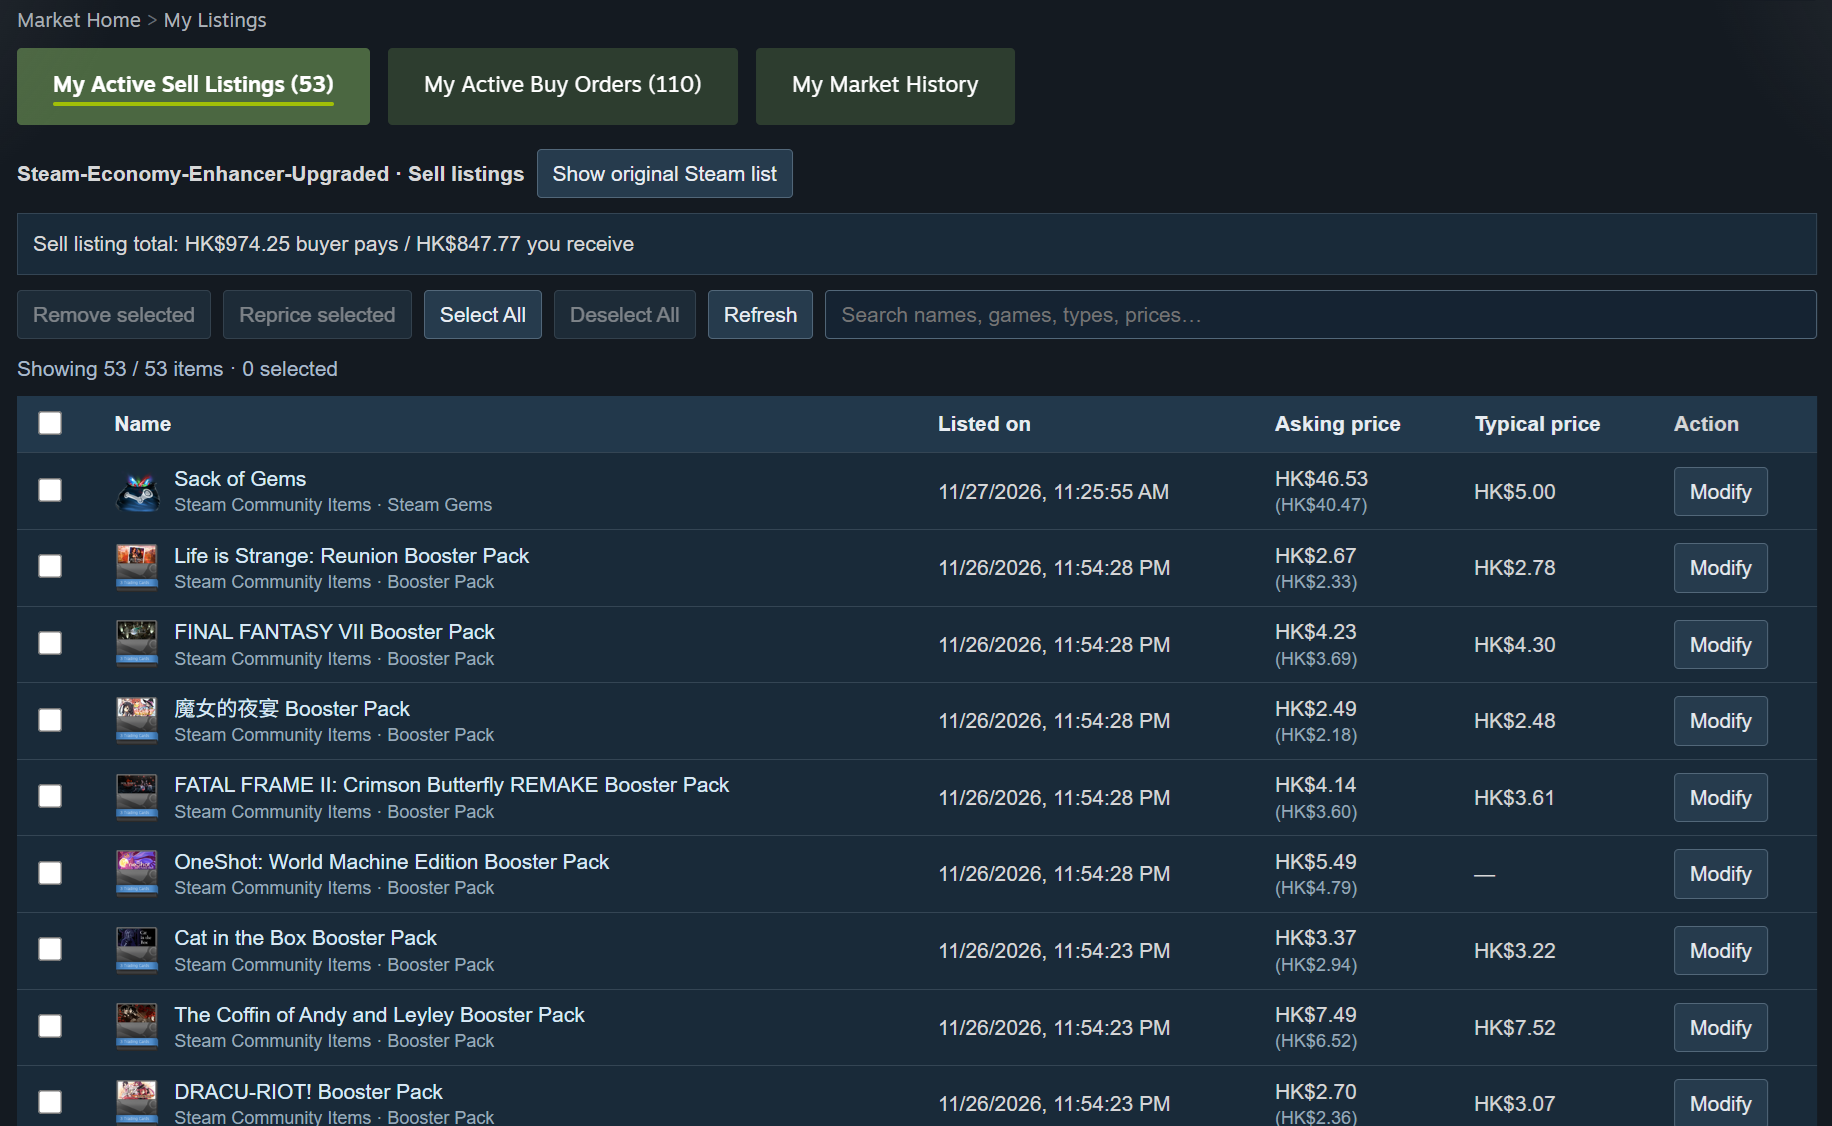 Market Home > My Listings
My Active Sell Listings (53)
My Active Buy Orders (110)
My Market History
Steam-Economy-Enhancer-Upgraded · Sell listings
Show original Steam list
Sell listing total: HK$974.25 buyer pays / HK$847.77 you receive
Remove selected
Reprice selected
Select All
Deselect All
Refresh
Search names, games, types, prices…
Showing 53 / 53 items · 0 selected
Name Listed on Asking price Typical price Action
Sack of Gems
Steam Community Items · Steam Gems
11/27/2026, 11:25:55 AM
HK$46.53
(HK$40.47)
HK$5.00
Modify
Life is Strange: Reunion Booster Pack
Steam Community Items · Booster Pack
11/26/2026, 11:54:28 PM
HK$2.67
(HK$2.33)
HK$2.78
Modify
FINAL FANTASY VII Booster Pack
Steam Community Items · Booster Pack
11/26/2026, 11:54:28 PM
HK$4.23
(HK$3.69)
HK$4.30
Modify
魔女的夜宴 Booster Pack
Steam Community Items · Booster Pack
11/26/2026, 11:54:28 PM
HK$2.49
(HK$2.18)
HK$2.48
Modify
FATAL FRAME II: Crimson Butterfly REMAKE Booster Pack
Steam Community Items · Booster Pack
11/26/2026, 11:54:28 PM
HK$4.14
(HK$3.60)
HK$3.61
Modify
OneShot: World Machine Edition Booster Pack
Steam Community Items · Booster Pack
11/26/2026, 11:54:28 PM
HK$5.49
(HK$4.79)
—
Modify
Cat in the Box Booster Pack
Steam Community Items · Booster Pack
11/26/2026, 11:54:23 PM
HK$3.37
(HK$2.94)
HK$3.22
Modify
The Coffin of Andy and Leyley Booster Pack
Steam Community Items · Booster Pack
11/26/2026, 11:54:23 PM
HK$7.49
(HK$6.52)
HK$7.52
Modify
DRACU-RIOT! Booster Pack
Steam Community Items · Booster Pack
11/26/2026, 11:54:23 PM
HK$2.70
(HK$2.36)
HK$3.07
Modify